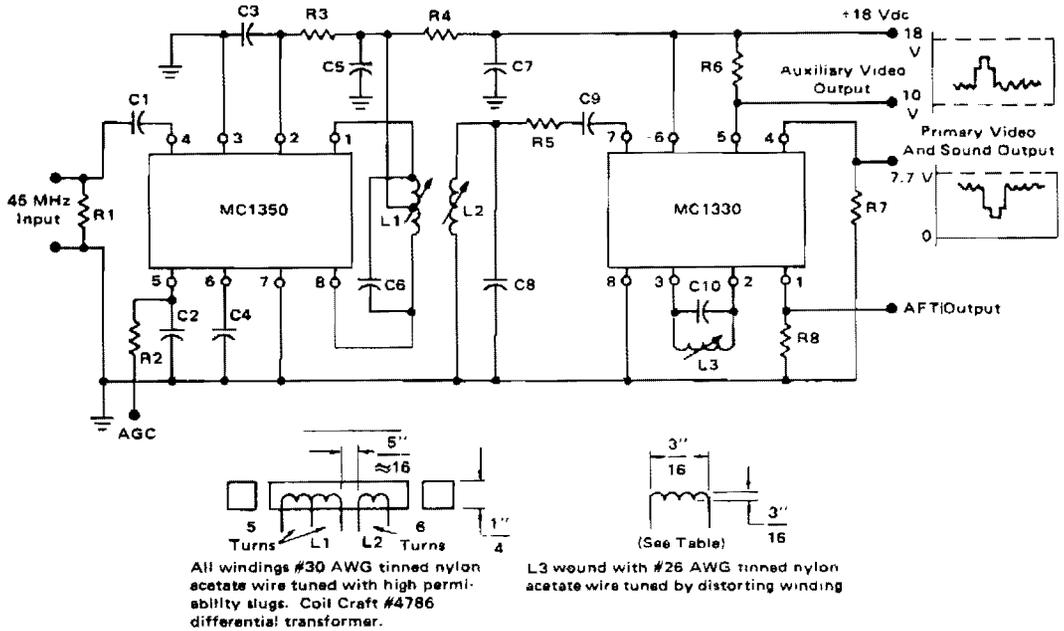 C3 R3 R4 +18 Vdc
18
V
C5 C7 R6 Auxiliary Video
Output
10
V
C1 C9
4 3 2 1 7 6 5 4
R5
Primary Video
And Sound Output
7.7 V
0
45 MHz
Input
R1 MC1350 L1 L2 MC1330 R7
5 6 7 8 C6 C8 8 3 2 1
C10
C2 C4 R2 L3 R8
AFT Output
AGC
5"
≈16
1"
4
5 6
Turns L1 L2 Turns
3"
16
3"
16
(See Table)
All windings #30 AWG tinned nylon
acetate wire tuned with high permi-
ability slugs. Coil Craft #4786
differential transformer.
L3 wound with #26 AWG tinned nylon
acetate wire tuned by distorting winding